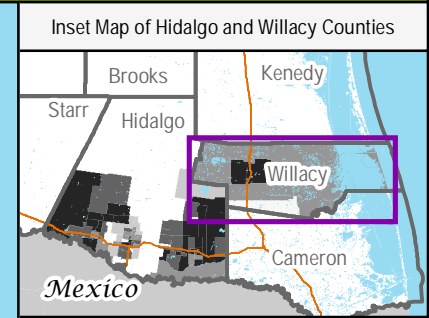 Inset Map of Hidalgo and Willacy Counties
Brooks
Kenedy
Starr
Hidalgo
Willacy
Cameron
Mexico